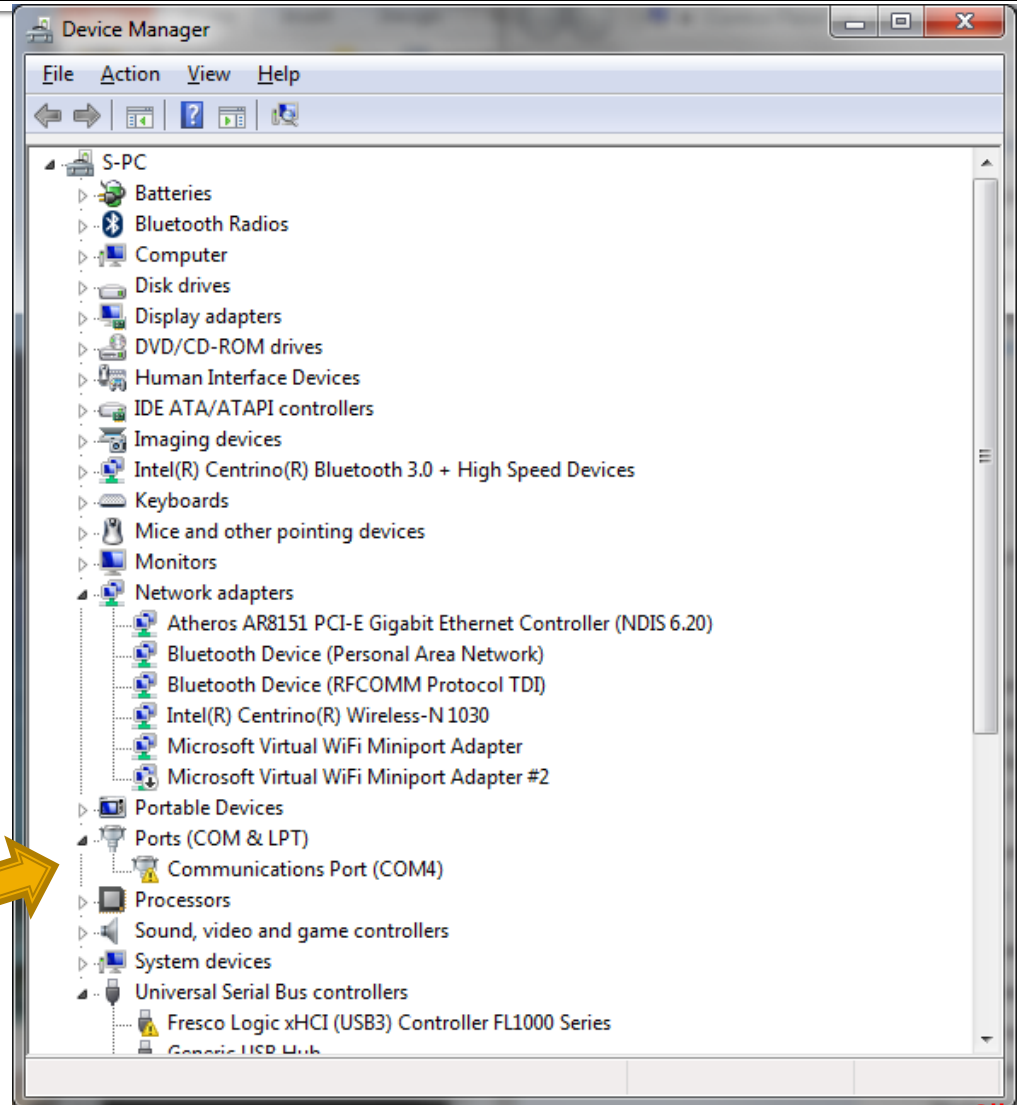 Device Manager
File Action View Help
S-PC
Batteries
Bluetooth Radios
Computer
Disk drives
Display adapters
DVD/CD-ROM drives
Human Interface Devices
IDE ATA/ATAPI controllers
Imaging devices
Intel(R) Centrino(R) Bluetooth 3.0 + High Speed Devices
Keyboards
Mice and other pointing devices
Monitors
Network adapters
Atheros AR8151 PCI-E Gigabit Ethernet Controller (NDIS 6.20)
Bluetooth Device (Personal Area Network)
Bluetooth Device (RFCOMM Protocol TDI)
Intel(R) Centrino(R) Wireless-N 1030
Microsoft Virtual WiFi Miniport Adapter
Microsoft Virtual WiFi Miniport Adapter #2
Portable Devices
Ports (COM & LPT)
Communications Port (COM4)
Processors
Sound, video and game controllers
System devices
Universal Serial Bus controllers
Fresco Logic xHCI (USB3) Controller FL1000 Series
Generic USB Hub